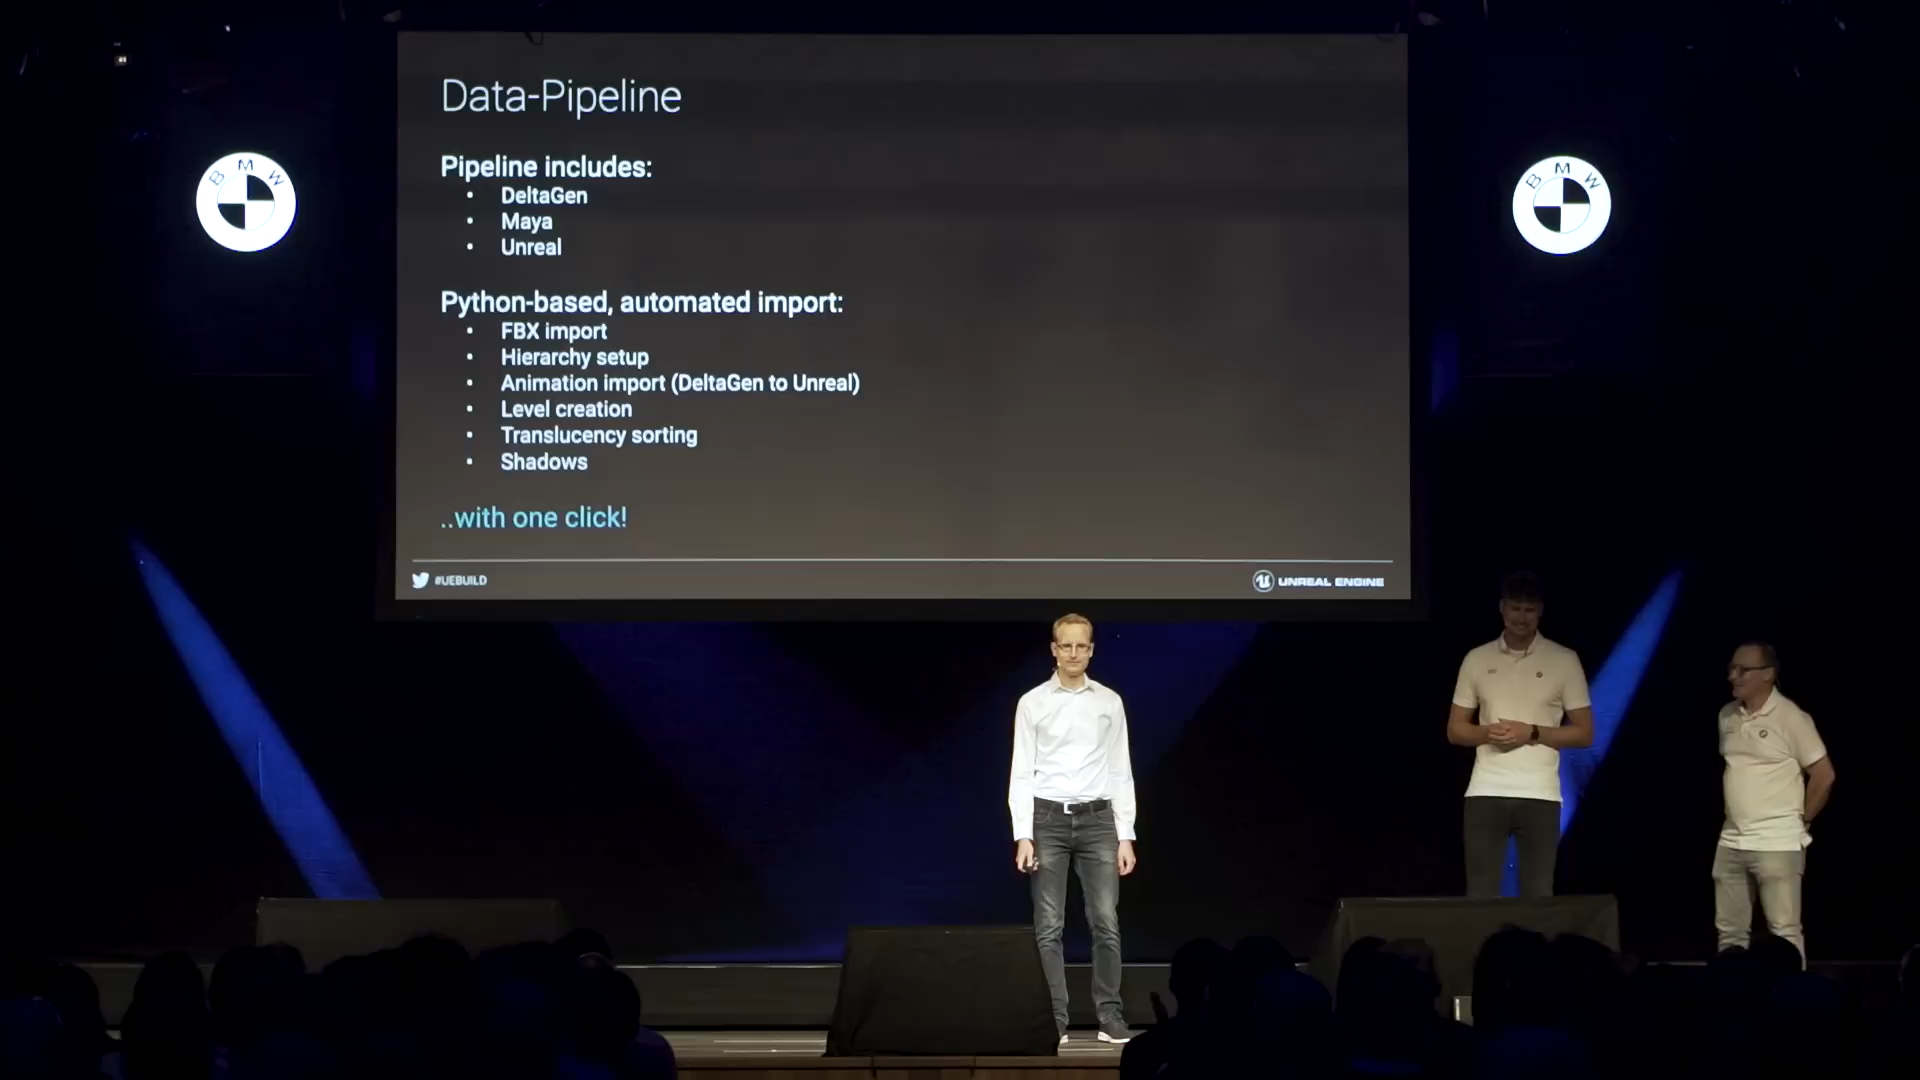 Data-Pipeline
Pipeline includes:
• DeltaGen
• Maya
• Unreal
Python-based, automated import:
• FBX import
• Hierarchy setup
• Animation import (DeltaGen to Unreal)
• Level creation
• Translucency sorting
• Shadows
..with one click!
#UEBUILD
UNREAL ENGINE
BMW
BMW